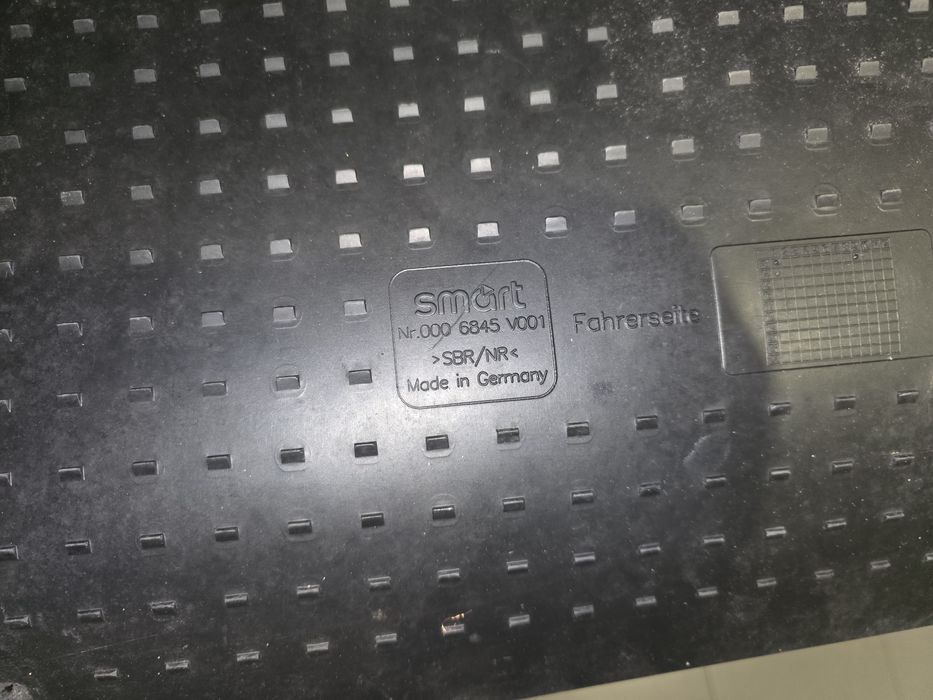 smart
Nr.000 6845 V001
>SBR/NR<
Made in Germany
Fahrerseite